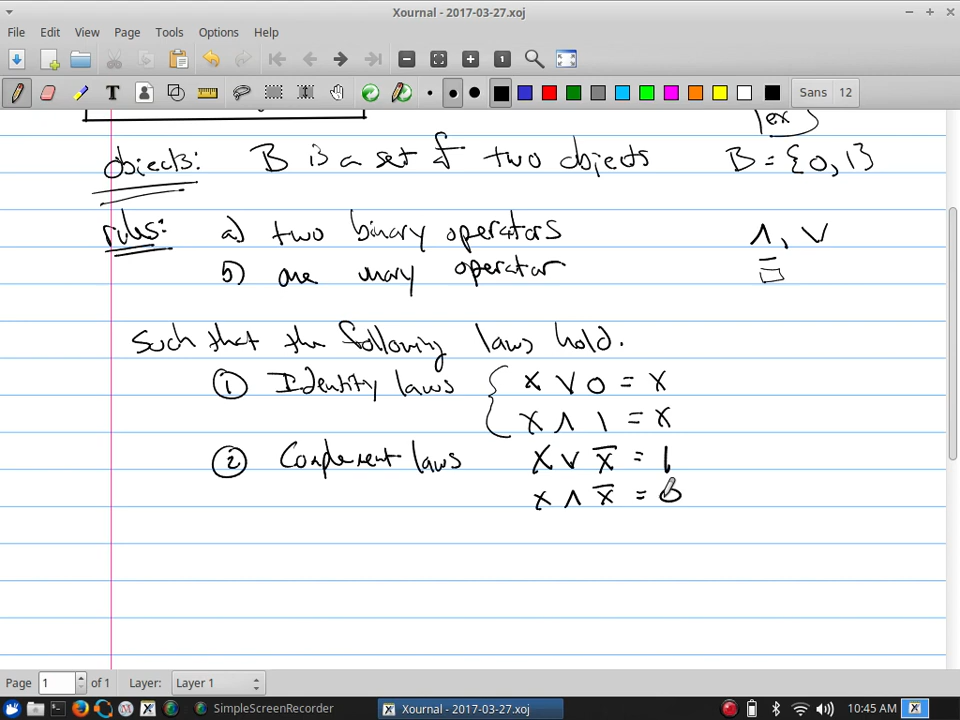 Xournal - 2017-03-27.xoj
File Edit View Page Tools Options Help
Sans 12
(ex)
objects: B is a set of two objects B = {0, 1}
rules: a) two binary operators ∧, ∨
b) one unary operator □̅
Such that the following laws hold.
① Identity laws { x ∨ 0 = x
x ∧ 1 = x
② Complement laws x ∨ x̅ = 1
x ∧ x̅ = 0
Page 1 of 1 Layer: Layer 1
SimpleScreenRecorder Xournal - 2017-03-27.xoj 10:45 AM